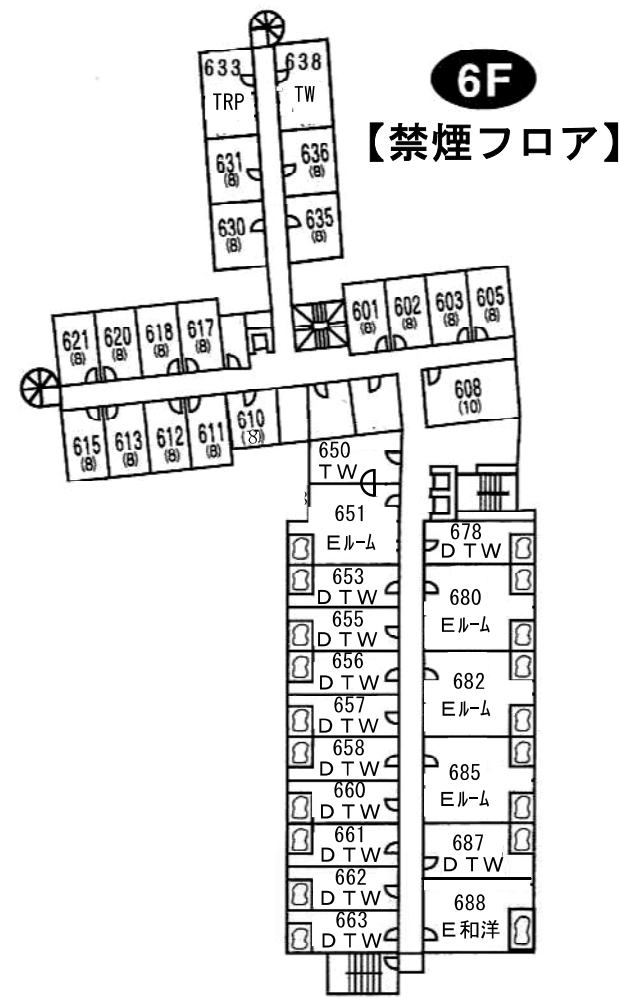 6F
【禁煙フロア】
633
TRP
638
TW
631
(8)
636
(8)
630
(8)
635
(8)
601
(8)
602
(8)
603
(8)
605
(8)
621
(8)
620
(8)
618
(8)
617
(8)
608
(10)
615
(8)
613
(8)
612
(8)
611
(8)
610
(8)
650
TW
651
Eルーム
678
DTW
653
DTW
680
Eルーム
655
DTW
656
DTW
682
Eルーム
657
DTW
658
DTW
685
Eルーム
660
DTW
661
DTW
687
DTW
662
DTW
688
E和洋
663
DTW